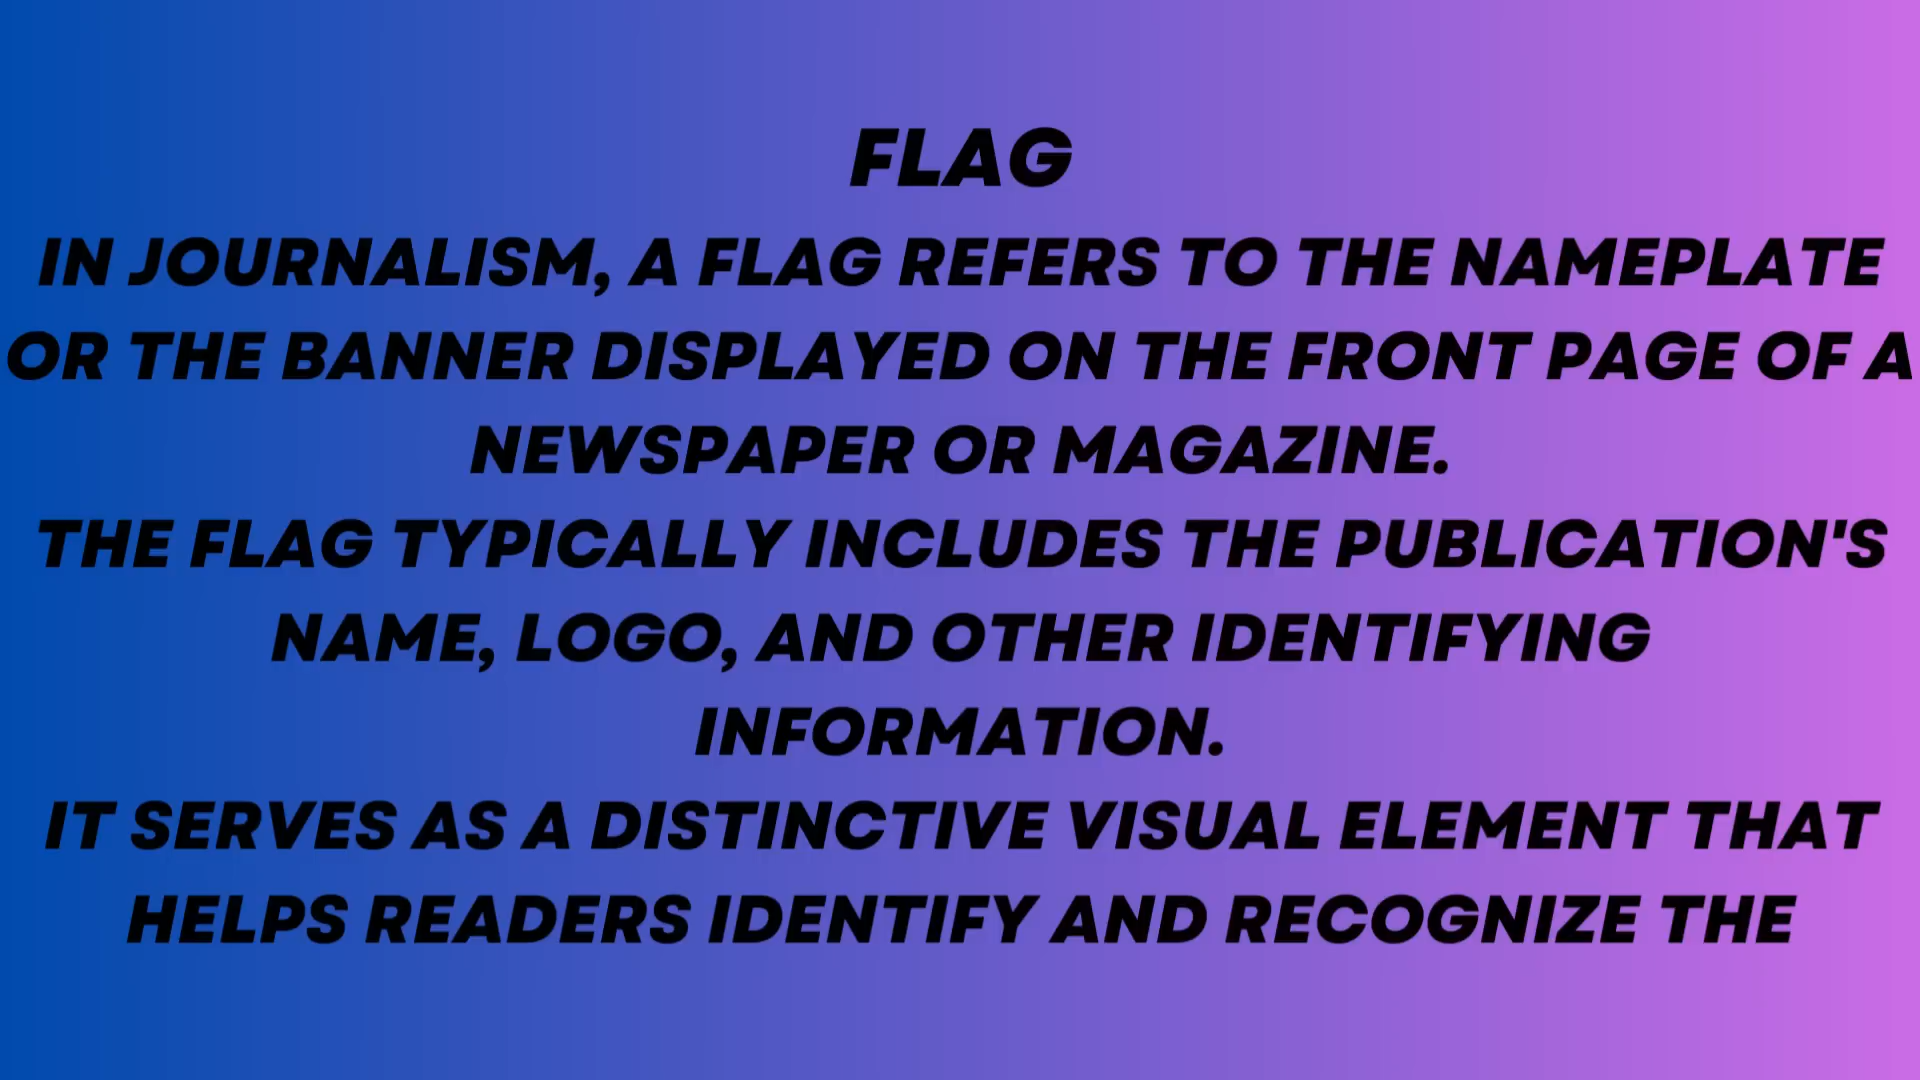 FLAG
IN JOURNALISM, A FLAG REFERS TO THE NAMEPLATE
OR THE BANNER DISPLAYED ON THE FRONT PAGE OF A
NEWSPAPER OR MAGAZINE.
THE FLAG TYPICALLY INCLUDES THE PUBLICATION'S
NAME, LOGO, AND OTHER IDENTIFYING
INFORMATION.
IT SERVES AS A DISTINCTIVE VISUAL ELEMENT THAT
HELPS READERS IDENTIFY AND RECOGNIZE THE